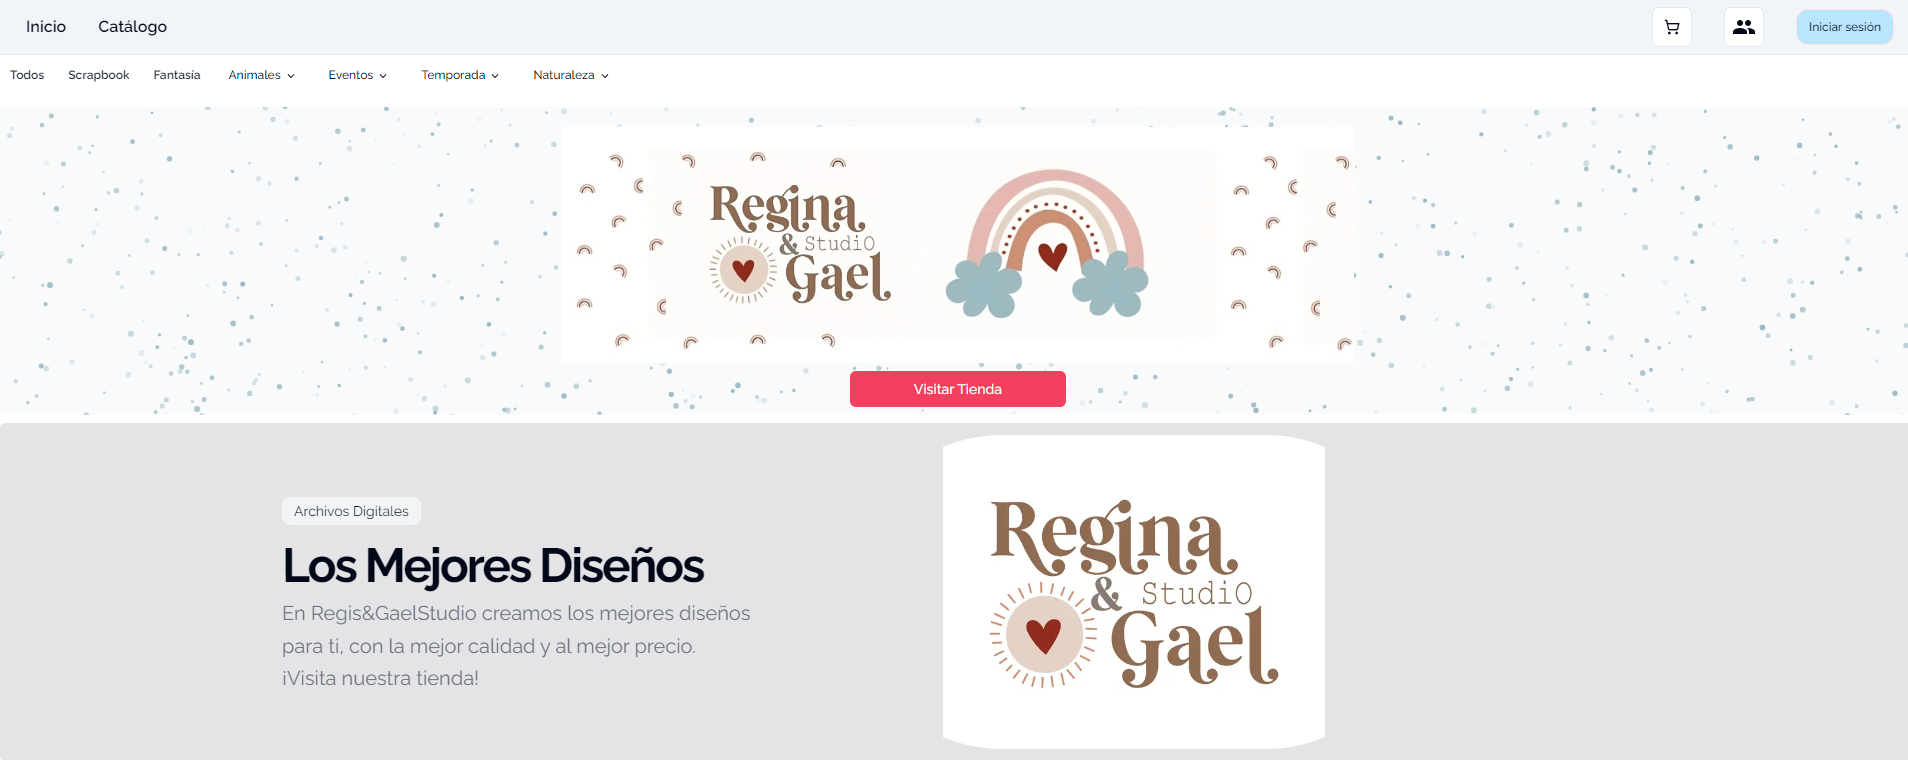 Inicio Catálogo Iniciar sesión
Todos Scrapbook Fantasía Animales Eventos Temporada Naturaleza
Regina
& StudiO
Gael
Visitar Tienda
Archivos Digitales
Los Mejores Diseños
En Regis&GaelStudio creamos los mejores diseños
para ti, con la mejor calidad y al mejor precio.
¡Visita nuestra tienda!
Regina
& StudiO
Gael